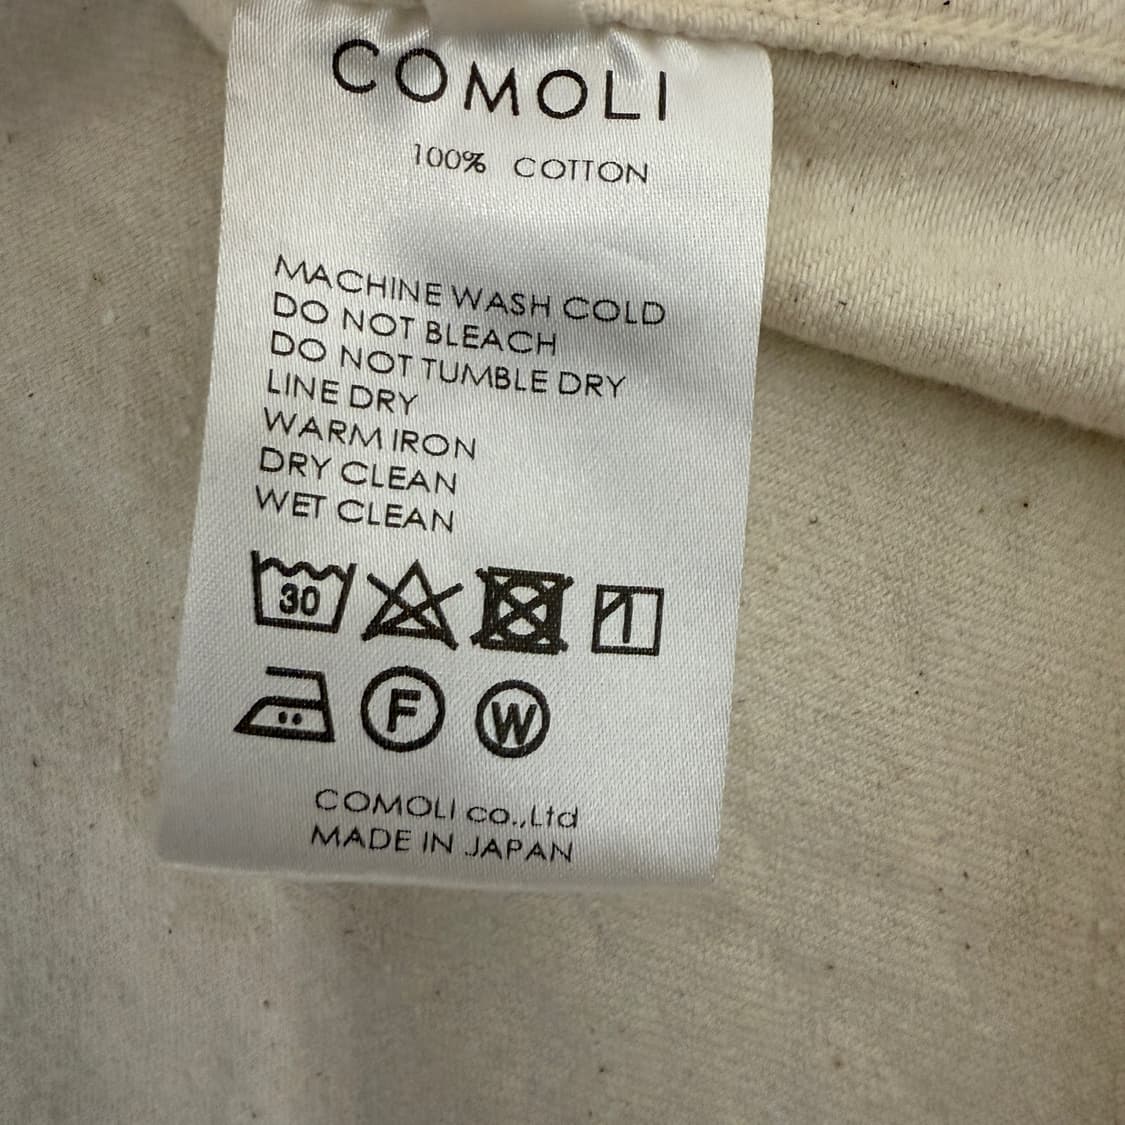 COMOLI
100% COTTON
MACHINE WASH COLD
DO NOT BLEACH
DO NOT TUMBLE DRY
LINE DRY
WARM IRON
DRY CLEAN
WET CLEAN
30
F W
COMOLI co.,Ltd
MADE IN JAPAN